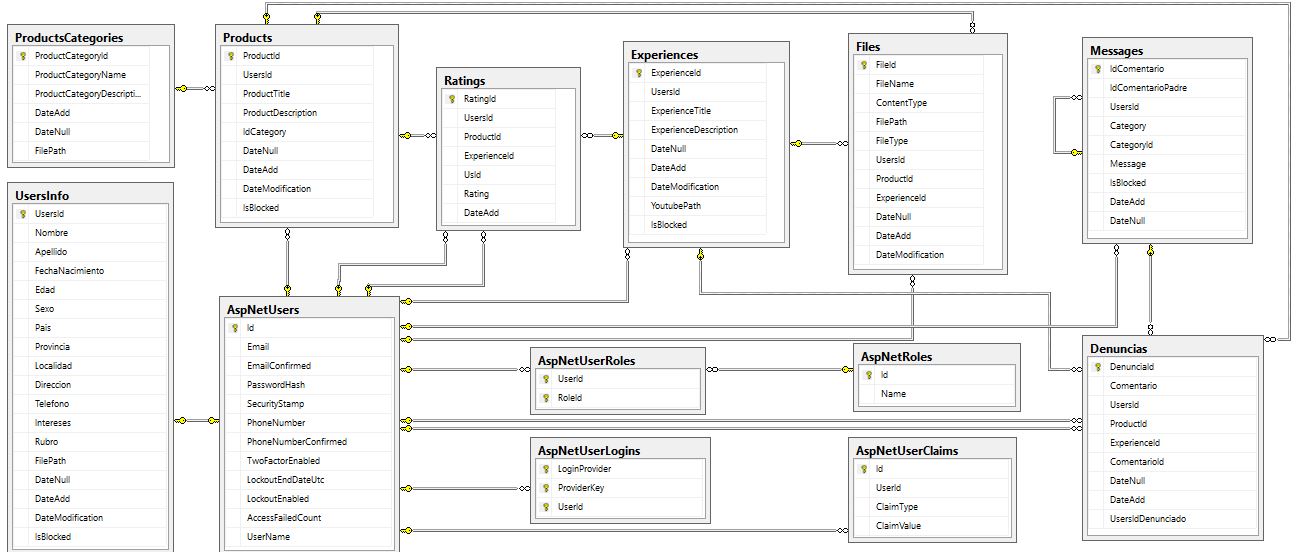 ProductsCategories
ProductCategoryId
ProductCategoryName
ProductCategoryDescripti...
DateAdd
DateNull
FilePath
Products
ProductId
UsersId
ProductTitle
ProductDescription
IdCategory
DateNull
DateAdd
DateModification
IsBlocked
Ratings
RatingId
UsersId
ProductId
ExperienceId
UsId
Rating
DateAdd
Experiences
ExperienceId
UsersId
ExperienceTitle
ExperienceDescription
DateNull
DateAdd
DateModification
YoutubePath
IsBlocked
Files
FileId
FileName
ContentType
FilePath
FileType
UsersId
ProductId
ExperienceId
DateNull
DateAdd
DateModification
Messages
IdComentario
IdComentarioPadre
UsersId
Category
CategoryId
Message
IsBlocked
DateAdd
DateNull
UsersInfo
UsersId
Nombre
Apellido
FechaNacimiento
Edad
Sexo
Pais
Provincia
Localidad
Direccion
Telefono
Intereses
Rubro
FilePath
DateNull
DateAdd
DateModification
IsBlocked
AspNetUsers
Id
Email
EmailConfirmed
PasswordHash
SecurityStamp
PhoneNumber
PhoneNumberConfirmed
TwoFactorEnabled
LockoutEndDateUtc
LockoutEnabled
AccessFailedCount
UserName
AspNetUserRoles
UserId
RoleId
AspNetRoles
Id
Name
AspNetUserLogins
LoginProvider
ProviderKey
UserId
AspNetUserClaims
Id
UserId
ClaimType
ClaimValue
Denuncias
DenunciaId
Comentario
UsersId
ProductId
ExperienceId
ComentarioId
DateNull
DateAdd
UsersIdDenunciado